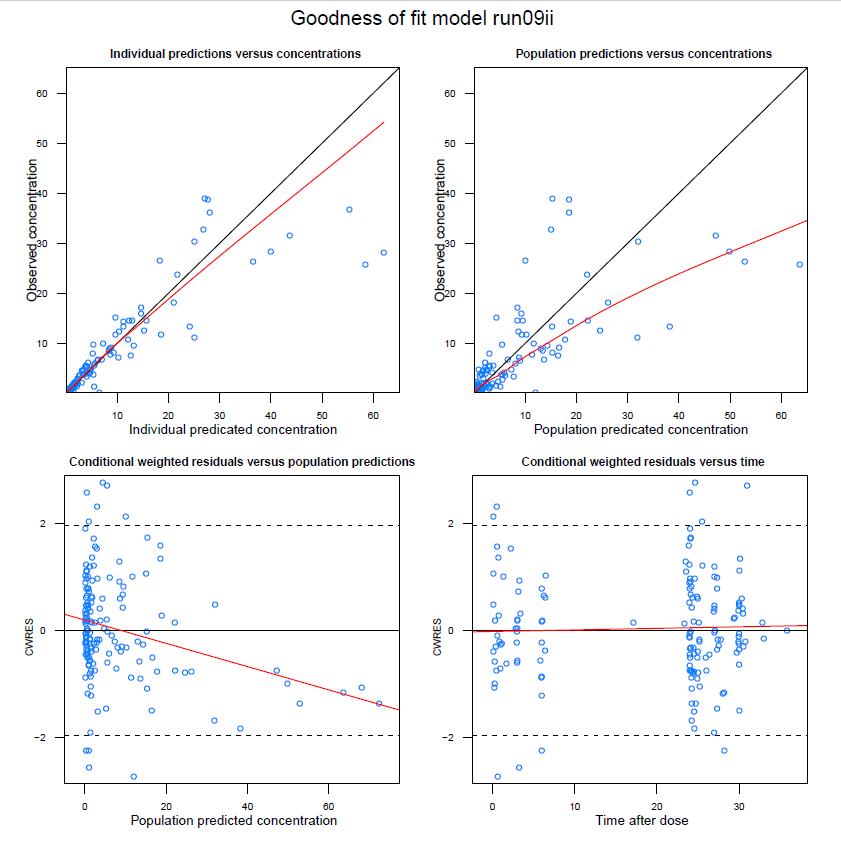 Goodness of fit model run09ii
Individual predictions versus concentrations
Population predictions versus concentrations
60
50
40
30
20
10
Observed concentration
10 20 30 40 50 60
Individual predicated concentration
60
50
40
30
20
10
Observed concentration
10 20 30 40 50 60
Population predicated concentration
Conditional weighted residuals versus population predictions
Conditional weighted residuals versus time
2
0
−2
CWRES
0 20 40 60
Population predicted concentration
2
0
−2
CWRES
0 10 20 30
Time after dose